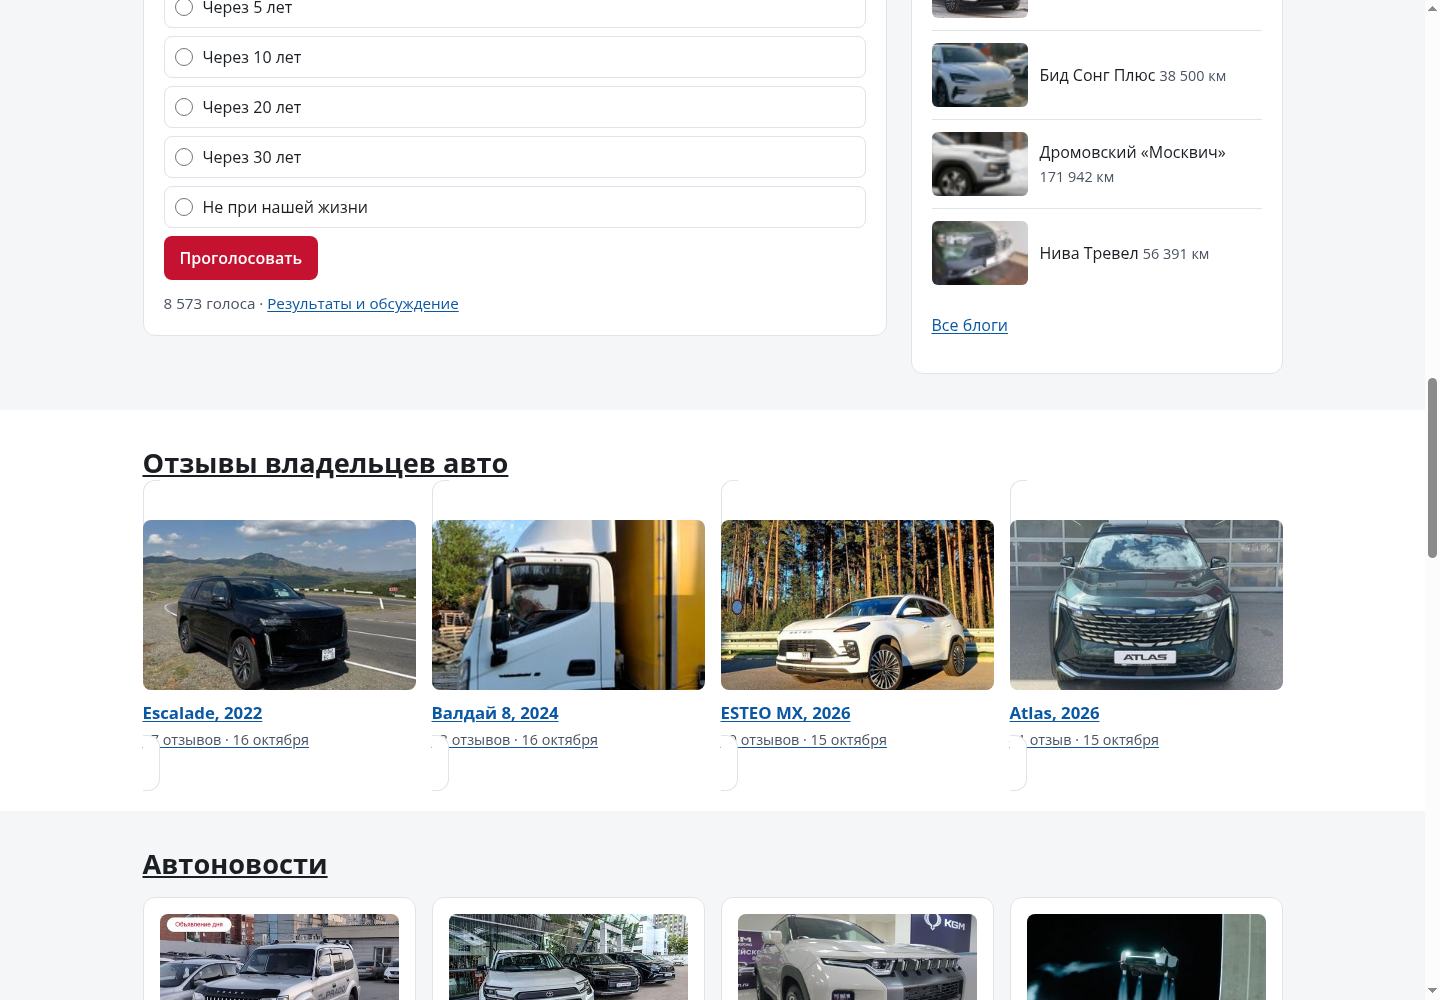 Через 5 лет
Через 10 лет
Через 20 лет
Через 30 лет
Не при нашей жизни
Проголосовать
8 573 голоса · Результаты и обсуждение
Бид Сонг Плюс 38 500 км
Дромовский «Москвич»
171 942 км
Нива Тревел 56 391 км
Все блоги
Отзывы владельцев авто
ATLAS
Escalade, 2022
Валдай 8, 2024
ESTEO MX, 2026
Atlas, 2026
отзывов · 16 октября
отзывов · 16 октября
отзывов · 15 октября
отзыв · 15 октября
Автоновости
Объявление дня
KGM